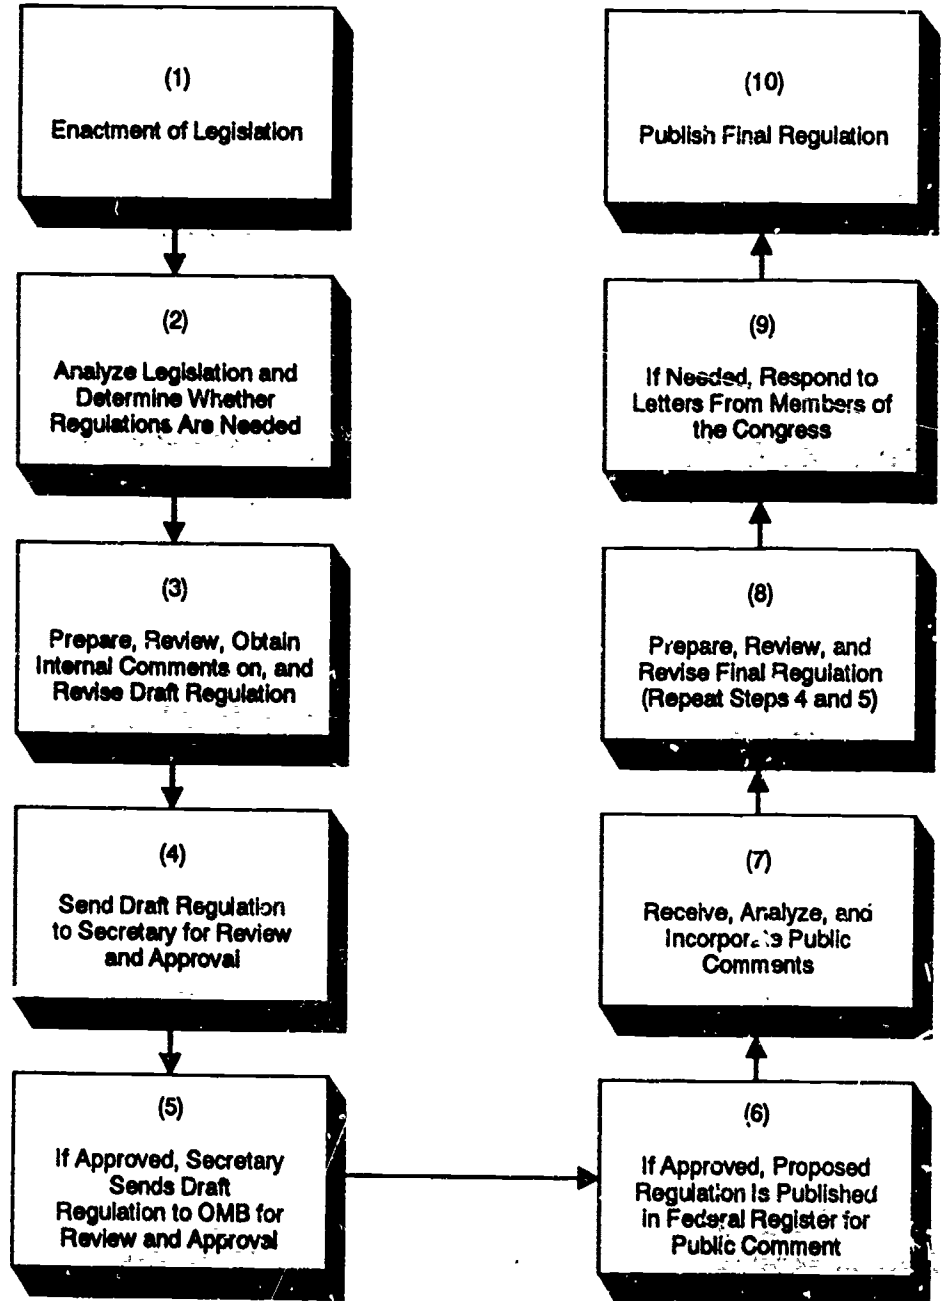 (1)
Enactment of Legislation
(2)
Analyze Legislation and
Determine Whether
Regulations Are Needed
(3)
Prepare, Review, Obtain
Internal Comments on, and
Revise Draft Regulation
(4)
Send Draft Regulation
to Secretary for Review
and Approval
(5)
If Approved, Secretary
Sends Draft
Regulation to OMB for
Review and Approval
(6)
If Approved, Proposed
Regulation Is Published
in Federal Register for
Public Comment
(7)
Receive, Analyze, and
Incorporate Public
Comments
(8)
Prepare, Review, and
Revise Final Regulation
(Repeat Steps 4 and 5)
(9)
If Needed, Respond to
Letters From Members of
the Congress
(10)
Publish Final Regulation